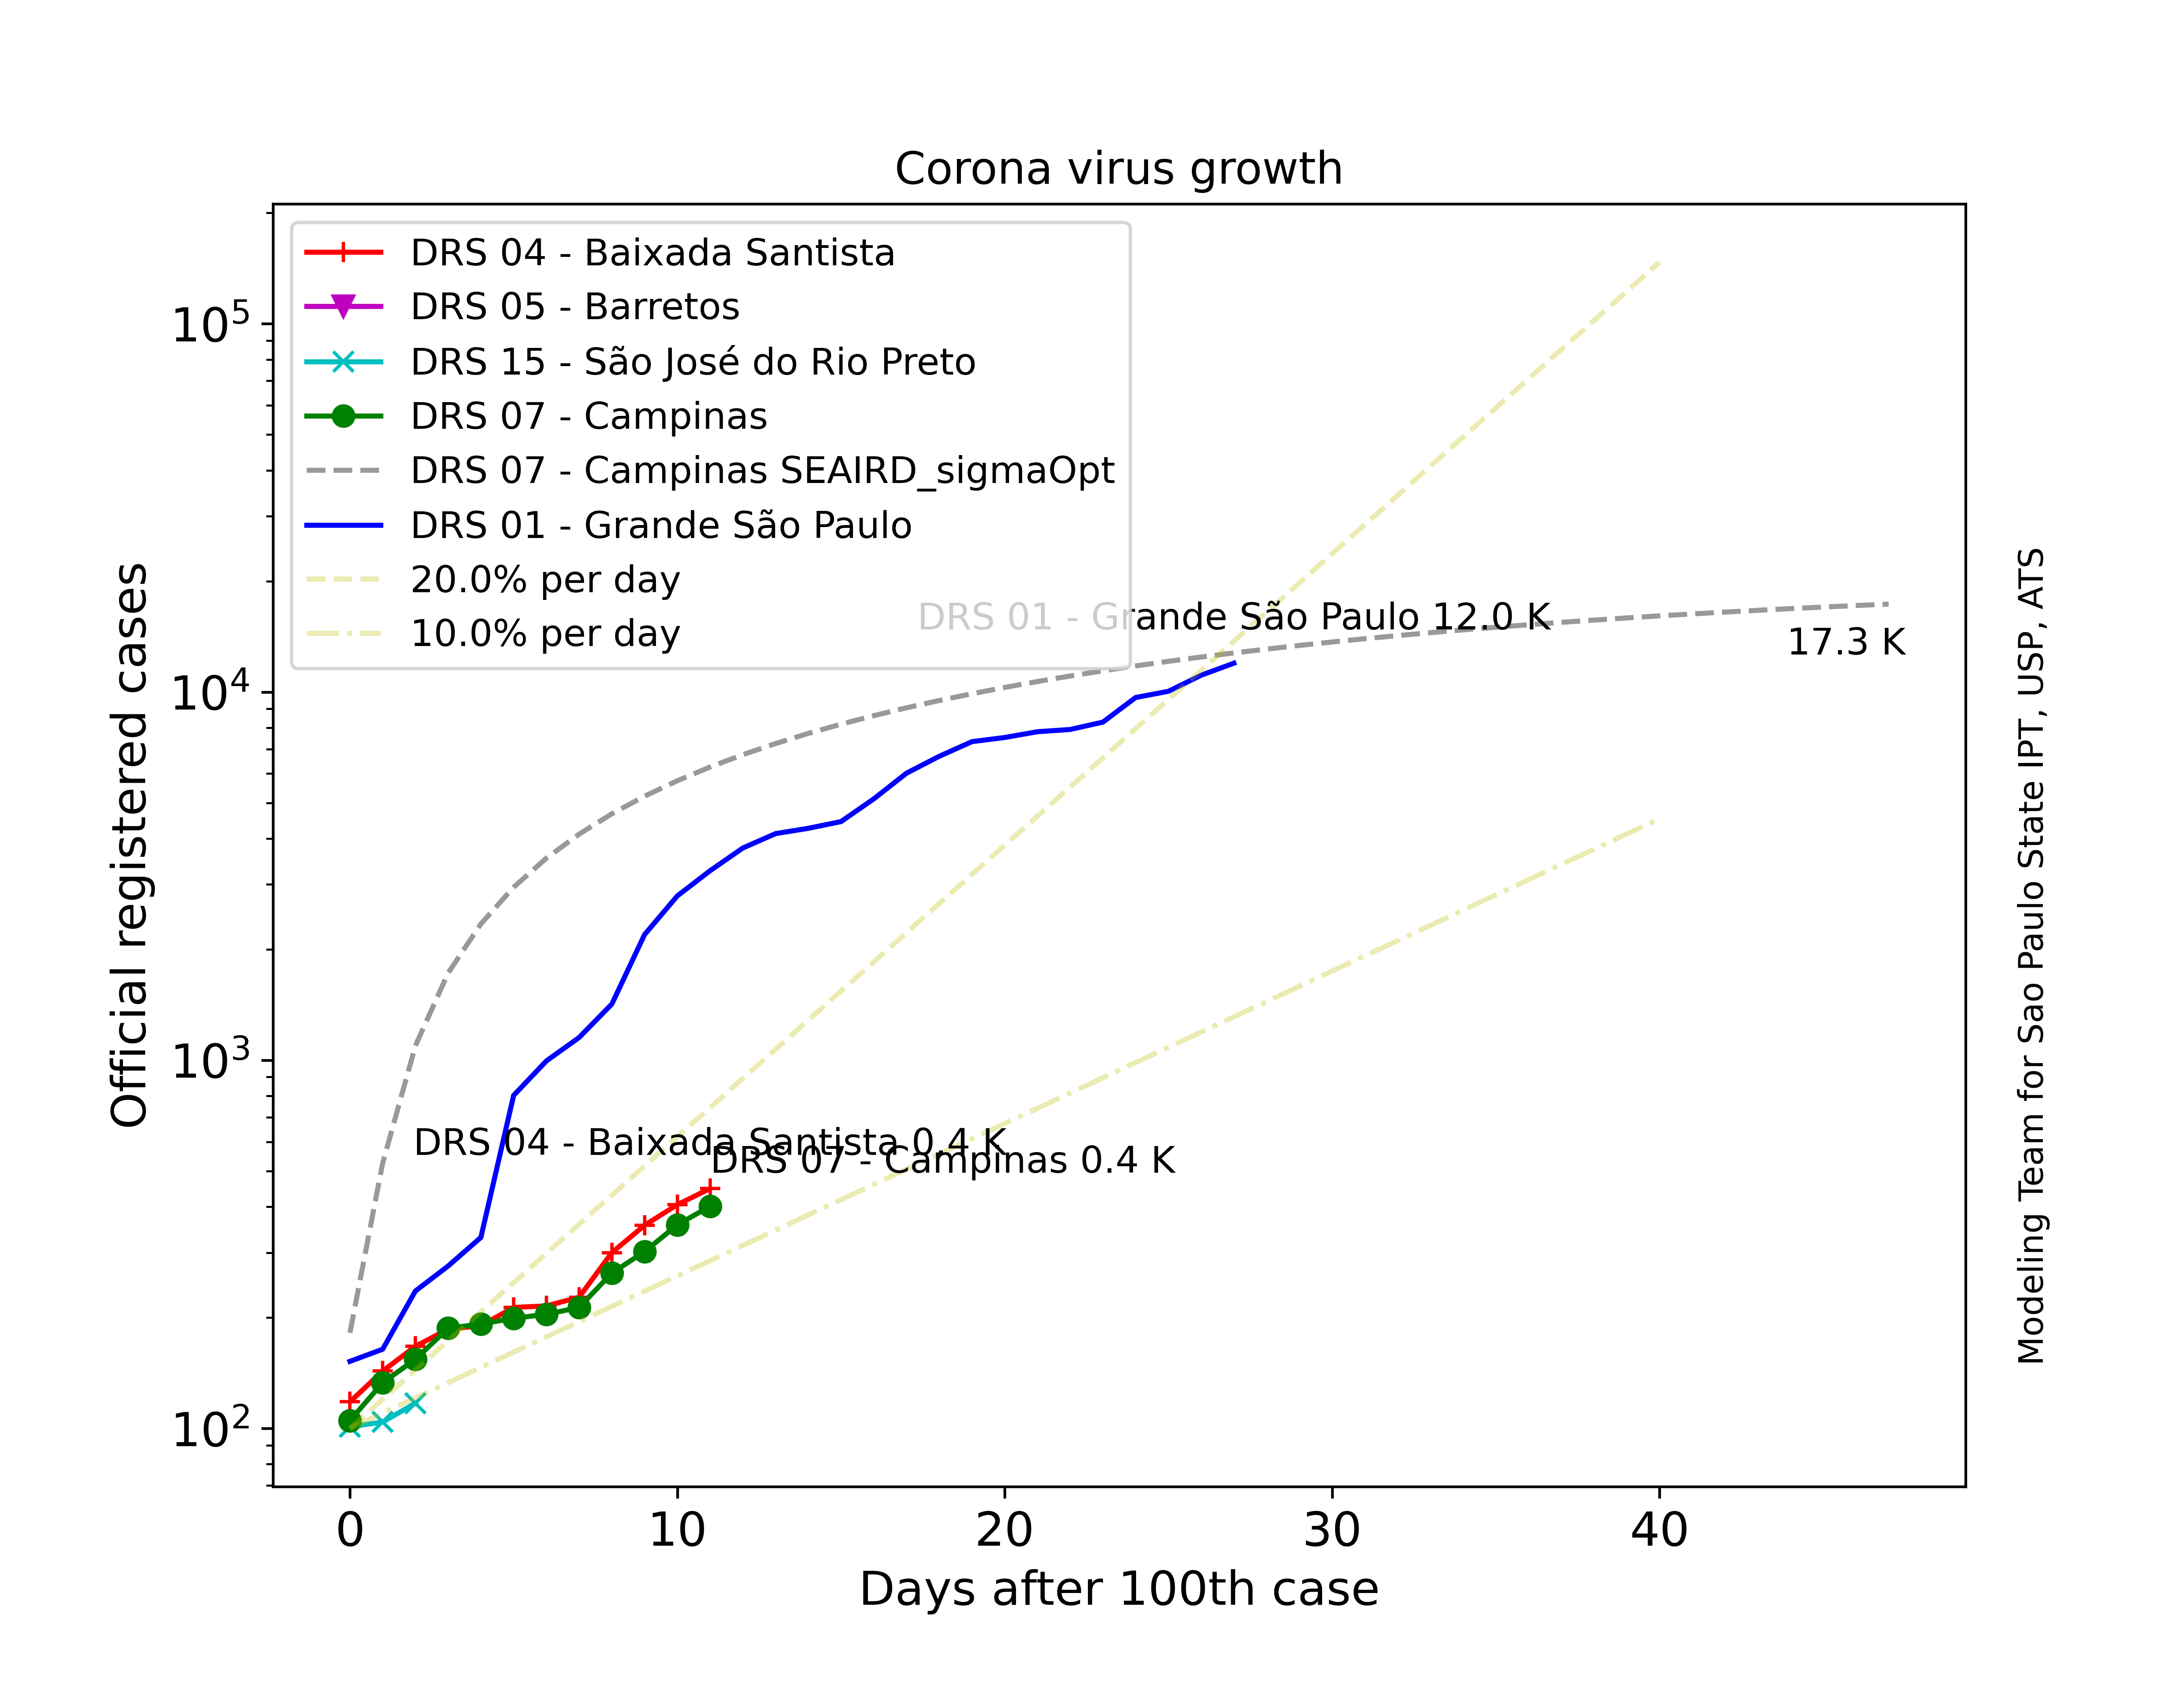 Corona virus growth
DRS 04 - Baixada Santista
DRS 05 - Barretos
DRS 15 - São José do Rio Preto
DRS 07 - Campinas
DRS 07 - Campinas SEAIRD_sigmaOpt
DRS 01 - Grande São Paulo
20.0% per day
10.0% per day
DRS 01 - Grande São Paulo 12.0 K
17.3 K
DRS 04 - Baixada Santista 0.4 K
DRS 07 - Campinas 0.4 K
10⁵
10⁴
10³
10²
Official registered cases
0 10 20 30 40
Days after 100th case
Modeling Team for Sao Paulo State IPT, USP, ATS